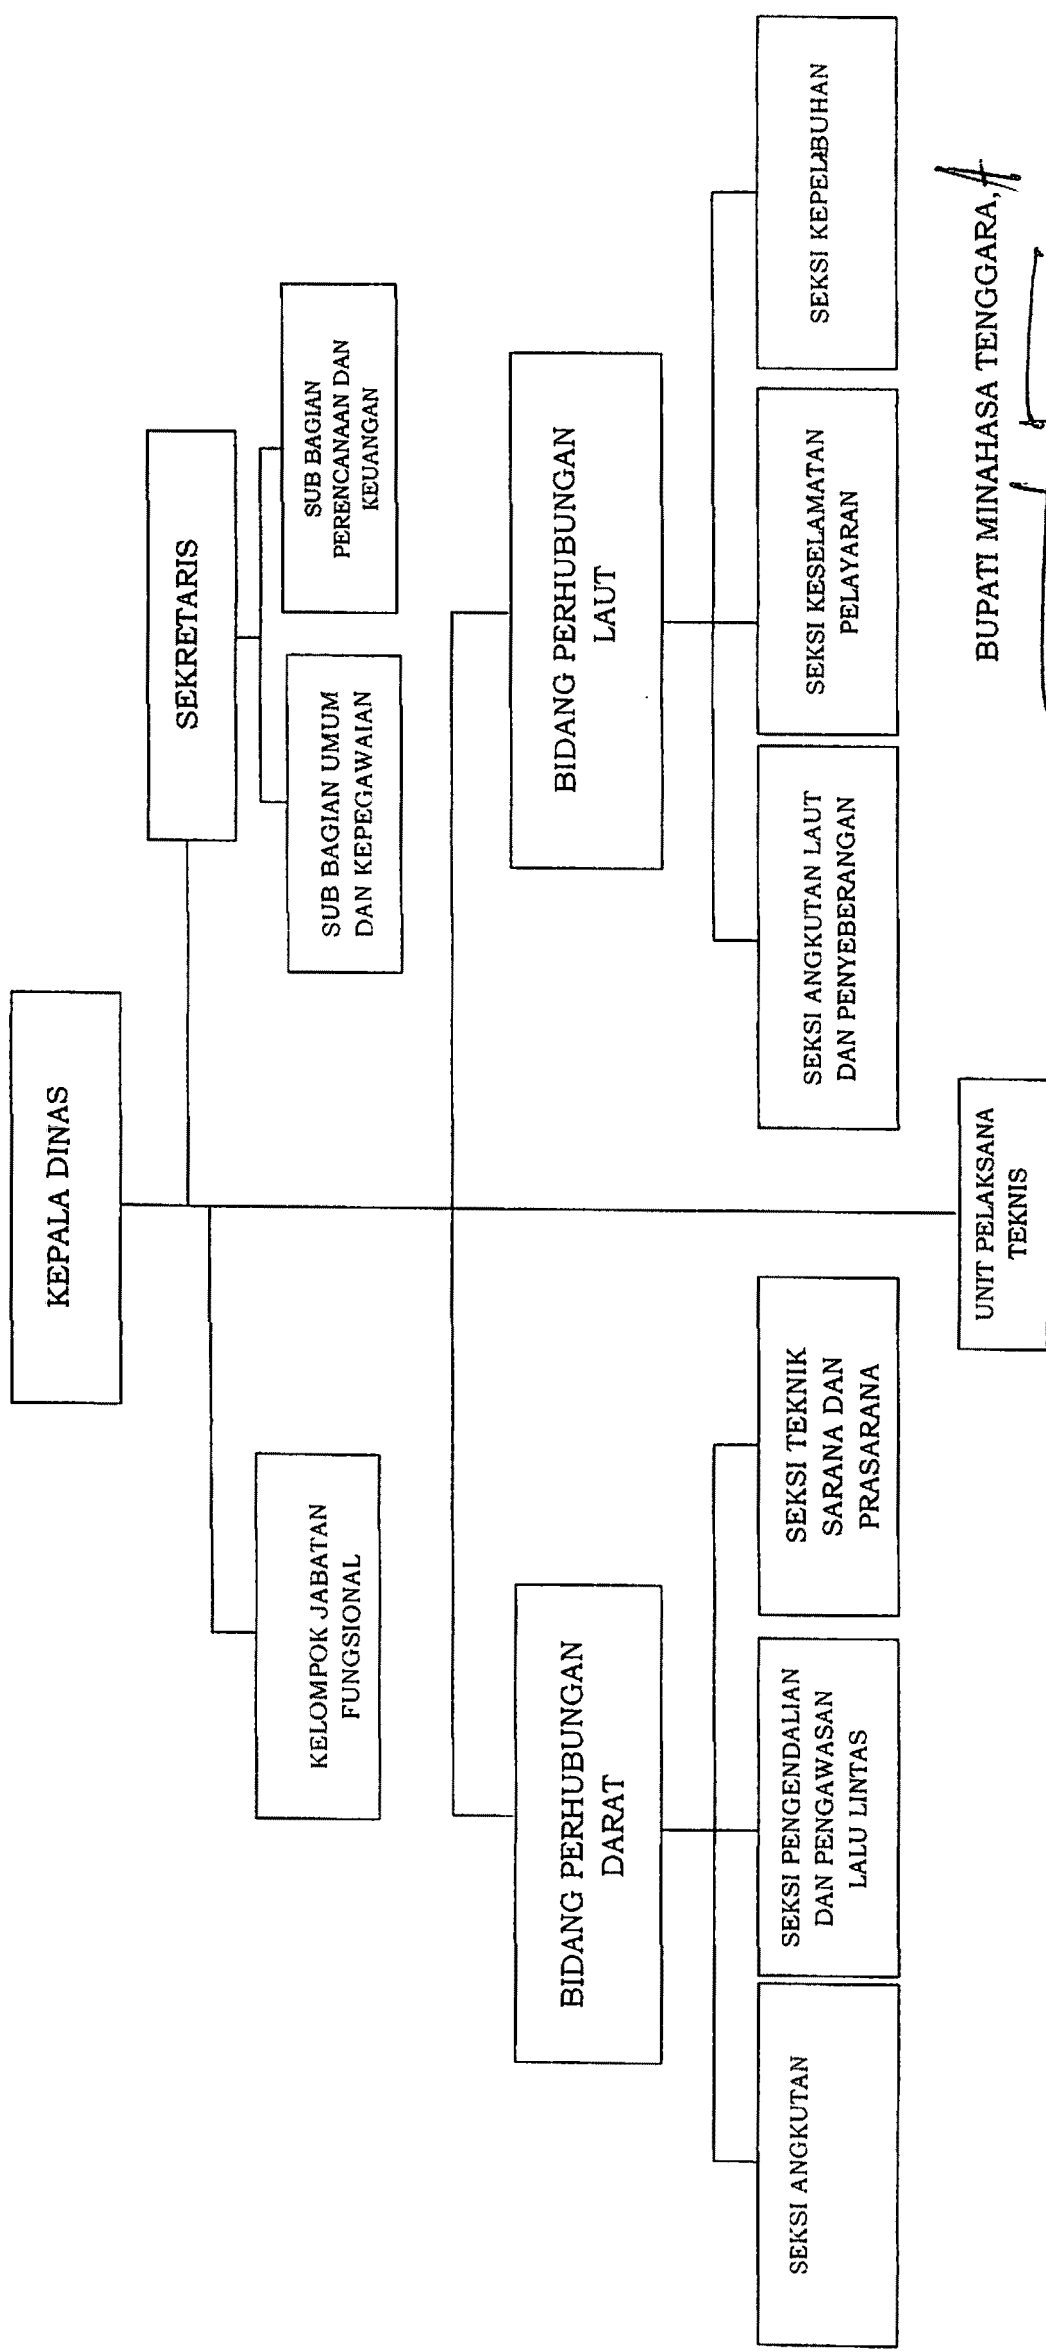 KEPALA DINAS
SEKRETARIS
SUB BAGIAN UMUM
DAN KEPEGAWAIAN
SUB BAGIAN
PERENCANAAN DAN
KEUANGAN
KELOMPOK JABATAN
FUNGSIONAL
BIDANG PERHUBUNGAN
DARAT
BIDANG PERHUBUNGAN
LAUT
SEKSI ANGKUTAN
SEKSI PENGENDALIAN
DAN PENGAWASAN
LALU LINTAS
SEKSI TEKNIK
SARANA DAN
PRASARANA
SEKSI ANGKUTAN LAUT
DAN PENYEBERANGAN
SEKSI KESELAMATAN
PELAYARAN
SEKSI KEPELABUHAN
UNIT PELAKSANA
TEKNIS
BUPATI MINAHASA TENGGARA,